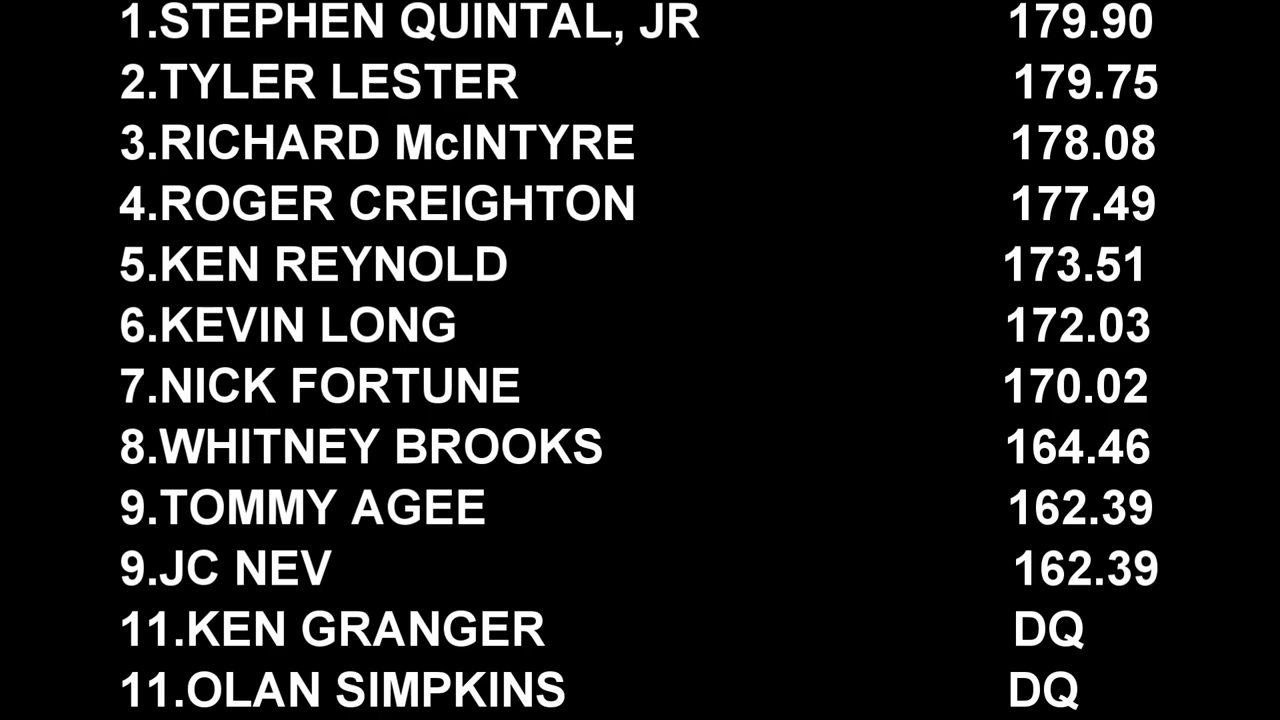 1.STEPHEN QUINTAL, JR 179.90
2.TYLER LESTER 179.75
3.RICHARD McINTYRE 178.08
4.ROGER CREIGHTON 177.49
5.KEN REYNOLD 173.51
6.KEVIN LONG 172.03
7.NICK FORTUNE 170.02
8.WHITNEY BROOKS 164.46
9.TOMMY AGEE 162.39
9.JC NEV 162.39
11.KEN GRANGER DQ
11.OLAN SIMPKINS DQ